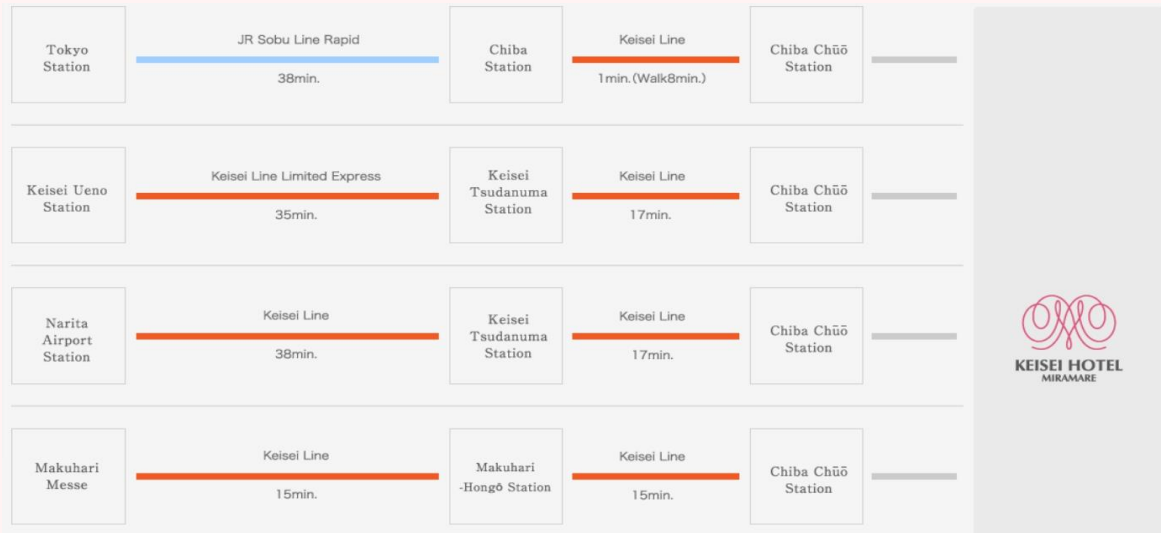 Tokyo
Station
JR Sobu Line Rapid
38min.
Chiba
Station
Keisei Line
1min.(Walk8min.)
Chiba Chūō
Station
Keisei Ueno
Station
Keisei Line Limited Express
35min.
Keisei
Tsudanuma
Station
Keisei Line
17min.
Chiba Chūō
Station
Narita
Airport
Station
Keisei Line
38min.
Keisei
Tsudanuma
Station
Keisei Line
17min.
Chiba Chūō
Station
Makuhari
Messe
Keisei Line
15min.
Makuhari
-Hongō Station
Keisei Line
15min.
Chiba Chūō
Station
KEISEI HOTEL
MIRAMARE